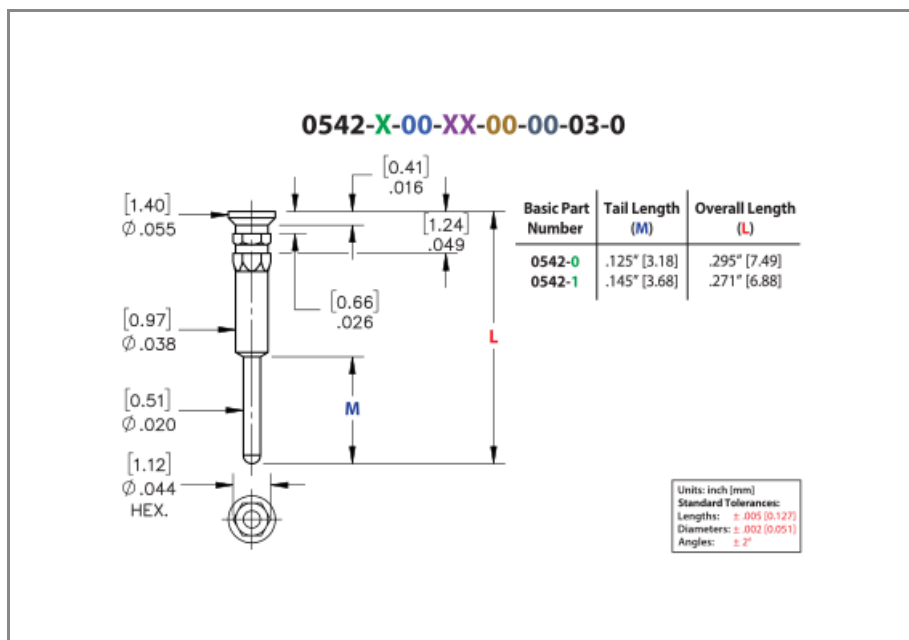 0542-X-00-XX-00-00-03-0
[0.41]
.016
[1.40]
Ø.055
[1.24]
.049
[0.66]
.026
[0.97]
Ø.038
L
[0.51]
Ø.020
M
[1.12]
Ø.044
HEX.
Basic Part Number Tail Length (M) Overall Length (L)
0542-0 .125" [3.18] .295" [7.49]
0542-1 .145" [3.68] .271" [6.88]
Units: inch [mm]
Standard Tolerances:
Lengths: ± .005 [0.127]
Diameters: ± .002 [0.051]
Angles: ± 2°